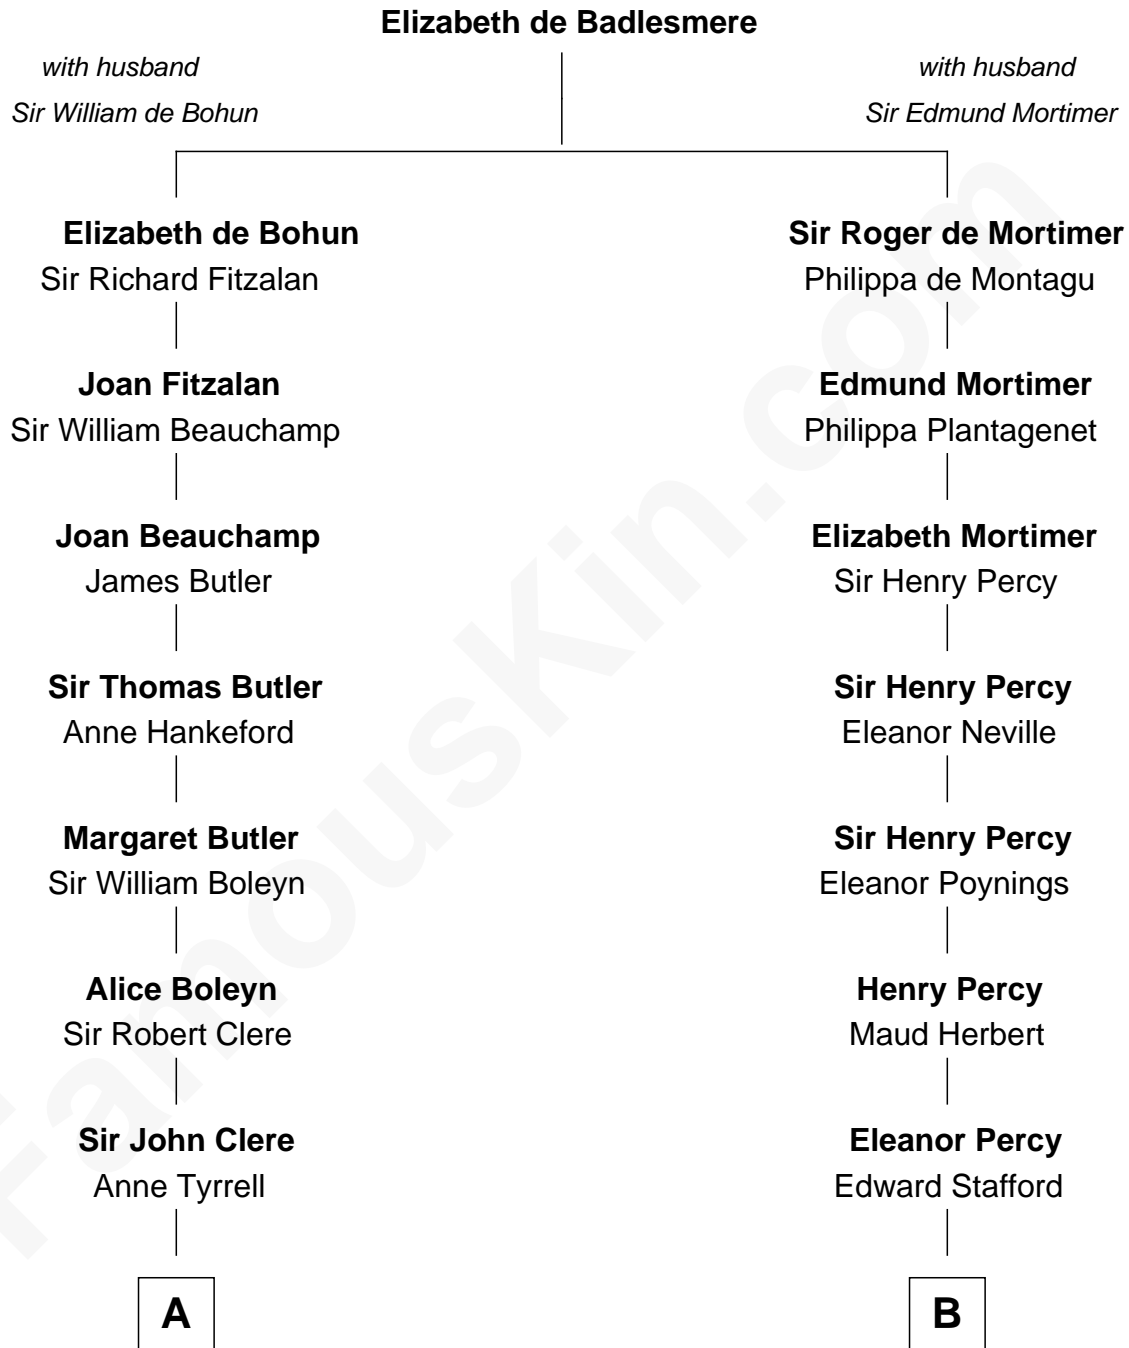 Elizabeth de Badlesmere
with husband
Sir William de Bohun
with husband
Sir Edmund Mortimer
Elizabeth de Bohun
Sir Richard Fitzalan
Sir Roger de Mortimer
Philippa de Montagu
Joan Fitzalan
Sir William Beauchamp
Edmund Mortimer
Philippa Plantagenet
Joan Beauchamp
James Butler
Elizabeth Mortimer
Sir Henry Percy
Sir Thomas Butler
Anne Hankeford
Sir Henry Percy
Eleanor Neville
Margaret Butler
Sir William Boleyn
Sir Henry Percy
Eleanor Poynings
Alice Boleyn
Sir Robert Clere
Henry Percy
Maud Herbert
Sir John Clere
Anne Tyrrell
Eleanor Percy
Edward Stafford
A
B
FamousKin.com